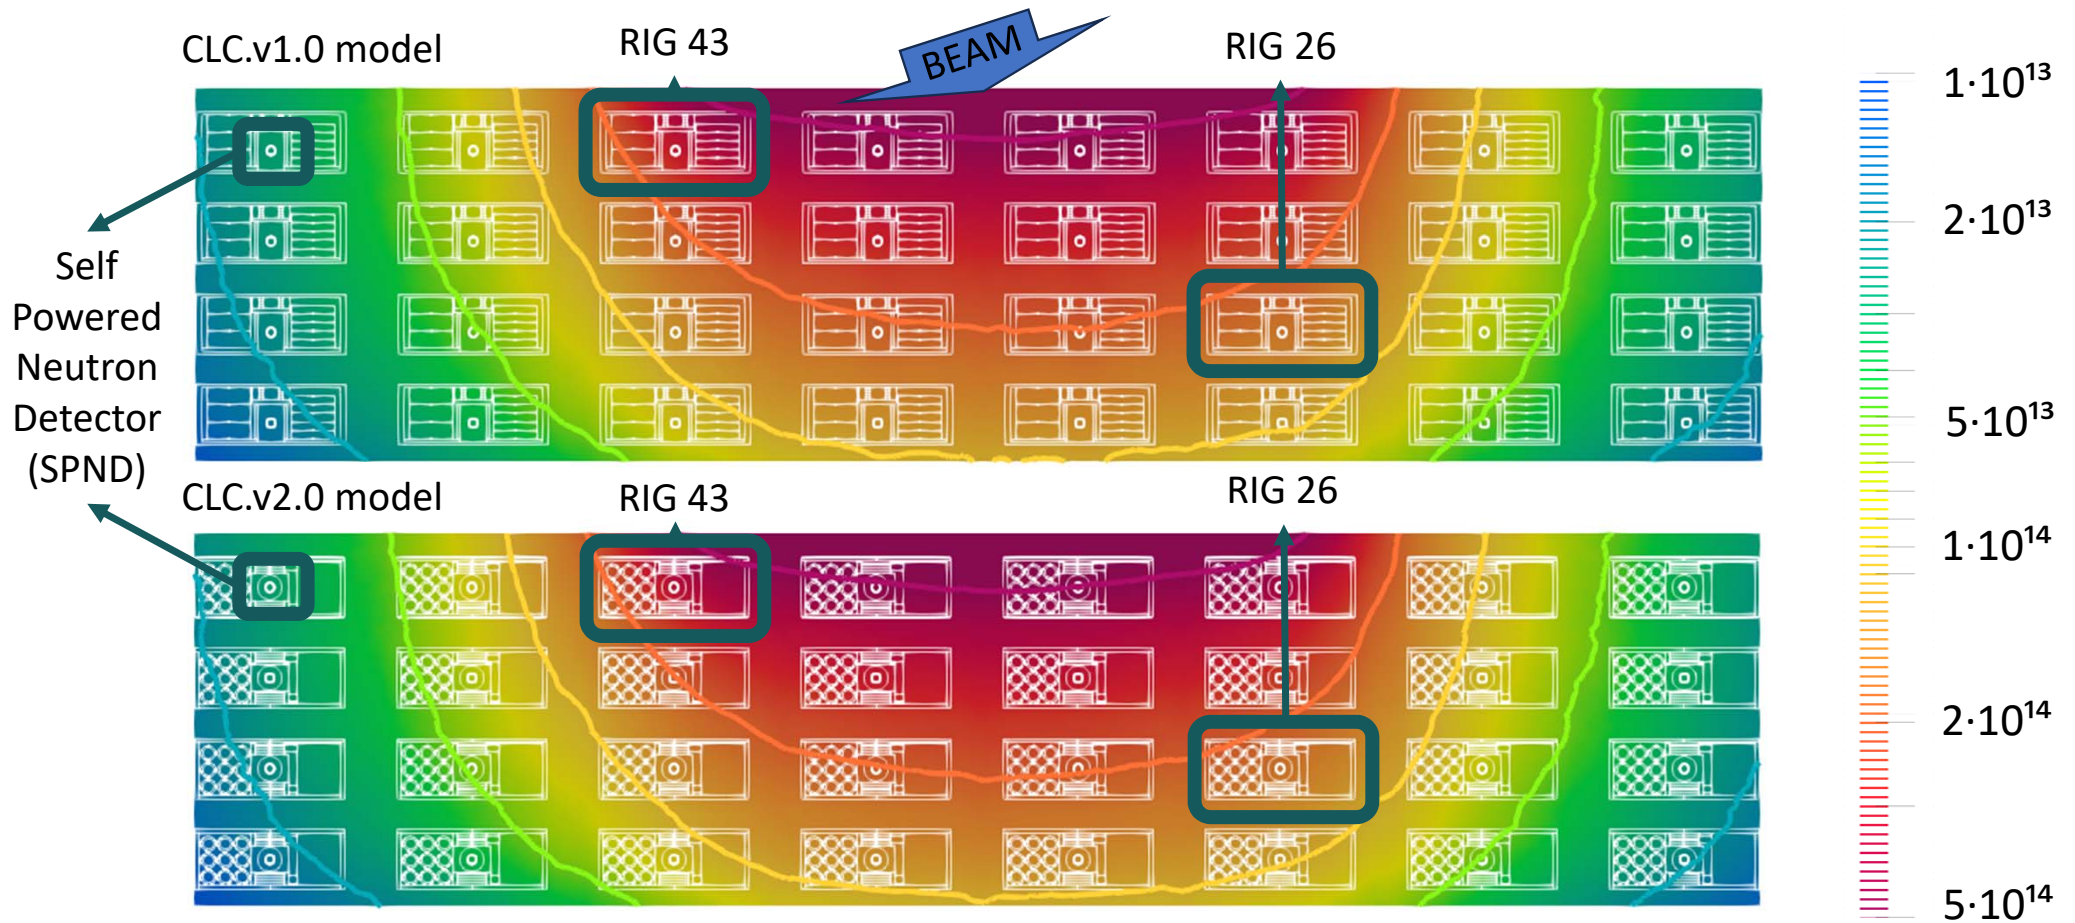 CLC.v1.0 model
RIG 43
BEAM
RIG 26
Self
Powered
Neutron
Detector
(SPND)
CLC.v2.0 model
RIG 43
RIG 26
1·10¹³
2·10¹³
5·10¹³
1·10¹⁴
2·10¹⁴
5·10¹⁴